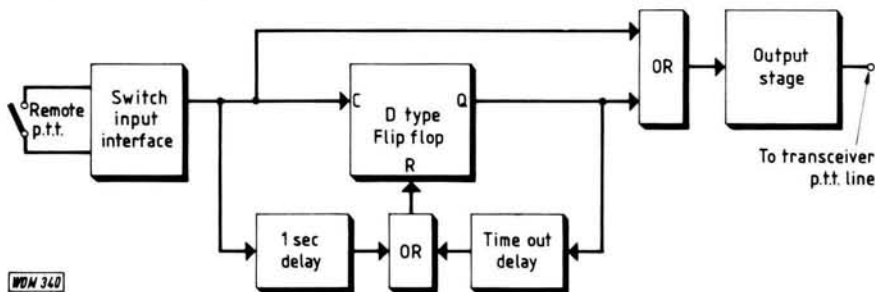 Remote
p.t.t.
Switch
input
interface
C
Q
D type
Flip flop
R
OR
Output
stage
To transceiver
p.t.t. line
1 sec
delay
OR
Time out
delay
WDM 340